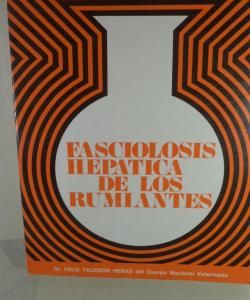 FASCIOLOSIS
HEPATICA
DE LOS
RUMIANTES
Dr. FELIX TALEGON HERAS del Cuerpo Nacional Veterinario